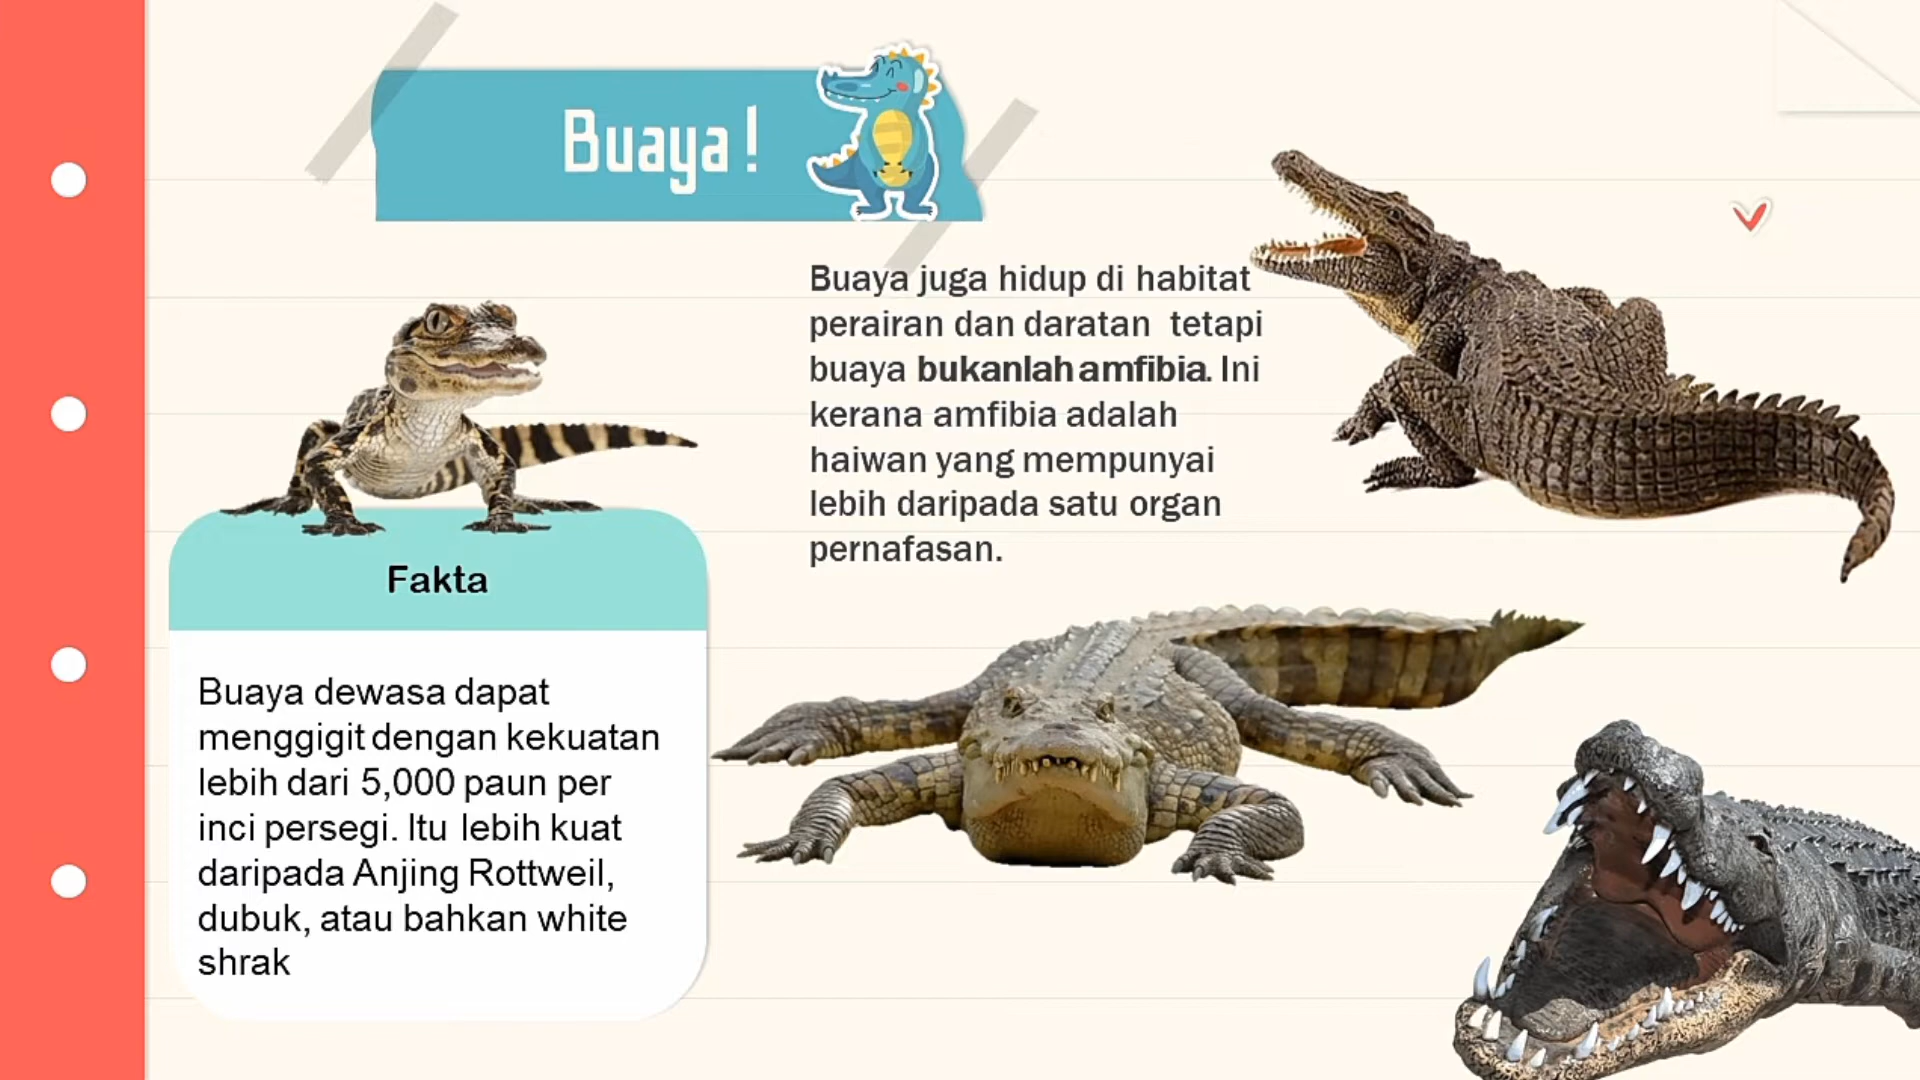 Buaya !
Buaya juga hidup di habitat
perairan dan daratan tetapi
buaya bukanlah amfibia. Ini
kerana amfibia adalah
haiwan yang mempunyai
lebih daripada satu organ
pernafasan.
Fakta
Buaya dewasa dapat
menggigit dengan kekuatan
lebih dari 5,000 paun per
inci persegi. Itu lebih kuat
daripada Anjing Rottweil,
dubuk, atau bahkan white
shrak